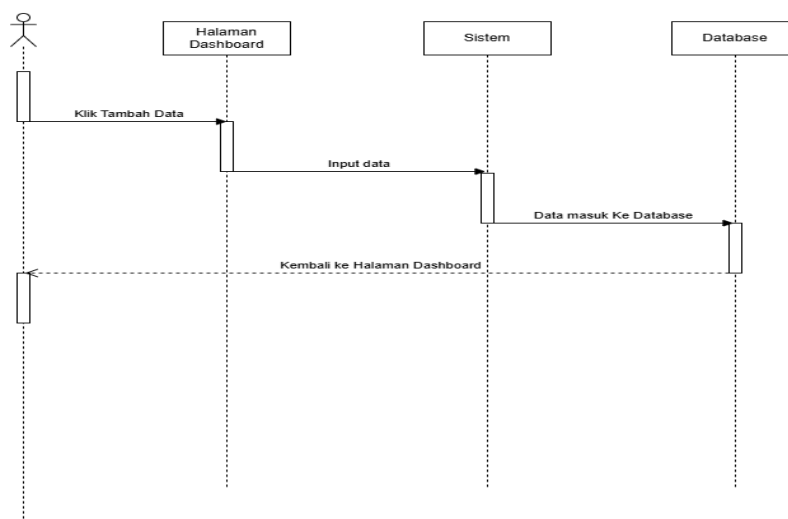 Halaman
Dashboard
Sistem
Database
Klik Tambah Data
Input data
Data masuk Ke Database
Kembali ke Halaman Dashboard